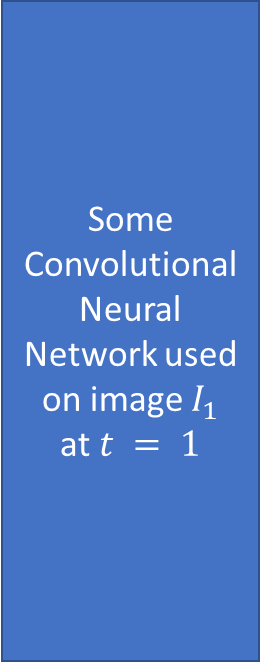 Some
Convolutional
Neural
Network used
on image I₁
at t = 1